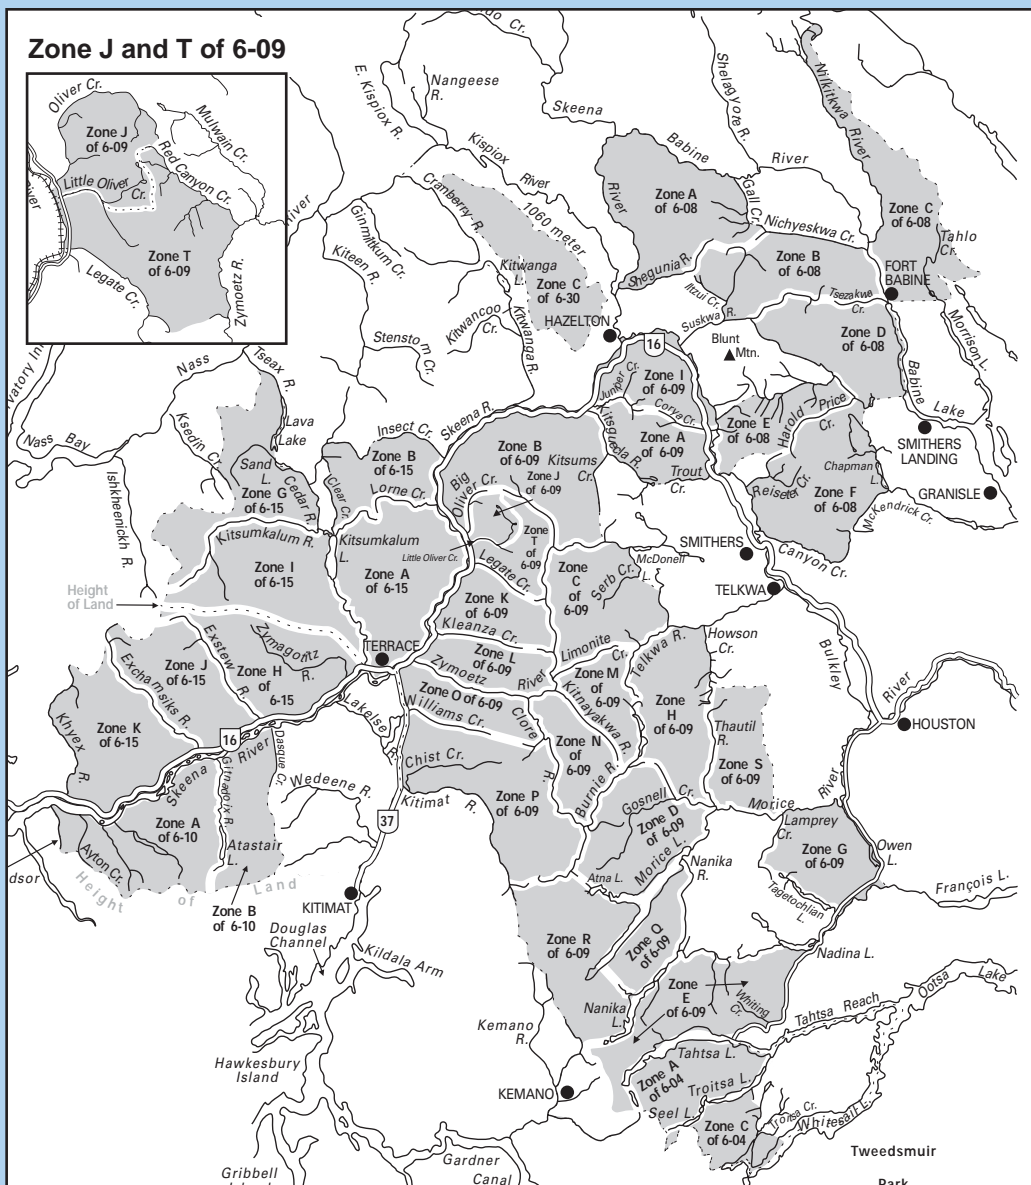 Zone J and T of 6-09
Oliver Cr.
Zone J
of 6-09
Mulwain Cr.
Red Canyon Cr.
Little Oliver
Cr.
Zone T
of 6-09
Legate Cr.
Zymoetz R.
River
do Cr.
E. Kispiox R.
Nangeese
R.
Skeena
Shelagyote R.
Nilkitkwa River
Babine
River
Kispiox
River
Cranberry R.
1060 meter
River
Zone A
of 6-08
Gall Cr.
Nichyeskwa Cr.
Zone C
of 6-08
Tahlo
Cr.
Ginmitkum Cr.
Kiteen R.
Kitwanga
L.
Zone C
of 6-30
Shegunia R.
Zone B
of 6-08
FORT
BABINE
Itzui Cr.
Tsezakwa
Cr.
Kitwancoo
Cr.
Kitwanga R.
HAZELTON
Suskwa R.
Blunt
Mtn.
Zone D
of 6-08
Morrison L.
Stenstom Cr.
16
Babine
Lake
Nass
Tseax R.
Juniper Cr.
Zone I
of 6-09
Corya Cr.
Zone E
of 6-08
Harold Price
Cr.
SMITHERS
LANDING
Nass Bay
Ksedin Cr.
Lava
Lake
Insect Cr.
Skeena R.
Zone B
of 6-09
Kitsums
Cr.
Kitsguecla R.
Zone A
of 6-09
Trout
Cr.
Chapman
L.
GRANISLE
Ishkheenickh R.
Sand
L.
Cedar R.
Zone G
of 6-15
Zone B
of 6-15
Clear Cr.
Lorne Cr.
Big
Oliver Cr.
Zone J
of 6-09
Reiseter Cr.
Zone F
of 6-08
McKendrick Cr.
Kitsumkalum R.
Kitsumkalum
L.
Zone
T
of
6-09
Little Oliver Cr.
SMITHERS
Canyon Cr.
Zone I
of 6-15
Zone A
of 6-15
Legate Cr.
Zone
C
of
6-09
Serb Cr.
McDonell
L.
TELKWA
Height
of Land
Zone K
of 6-09
Kleanza Cr.
TERRACE
Limonite
Cr.
Telkwa R.
Howson
Cr.
Bulkley
River
Exstew
R.
Zymagotitz
R.
Zone J
of 6-15
Zone H
of
6-15
Exchamsiks R.
Zymoetz
River
Zone L
of 6-09
Zone M
of
6-09
Kitnayakwa R.
Zone O of 6-09
Williams Cr.
Clore
R.
Zone
H
of 6-09
HOUSTON
Khyex
R.
Zone K
of 6-15
16
Skeena
River
Lakelse
R.
Dasque Cr.
Gitnadoix R.
Chist Cr.
Zone N
of
6-09
Burnie R.
Thautil
R.
Zone S
of 6-09
Wedeene R.
Kitimat R.
Zone P
of 6-09
Gosnell Cr.
Morice
River
Zone A
of 6-10
37
Zone D
of 6-09
Lamprey
Cr.
Zone G
of 6-09
Owen
L.
dsor
Ayton Cr.
Atastair
L.
Height
of
Land
Atna L.
Morice L.
Nanika
R.
François L.
Zone B
of 6-10
KITIMAT
Tagetochlain
L.
Douglas
Channel
Zone R
of 6-09
Zone Q
of 6-09
Nadina L.
Kildala Arm
Zone
E
of 6-09
Whiting
Cr.
Ootsa
Lake
Nanika
L.
Tahtsa Reach
Kemano
R.
Hawkesbury
Island
Tahtsa L.
Zone A
of 6-04
Troitsa L.
KEMANO
Seel L.
Troitsa Cr.
Whitesail L.
Zone C
of 6-04
Gribbell
Gardner
Canal
Tweedsmuir
Park